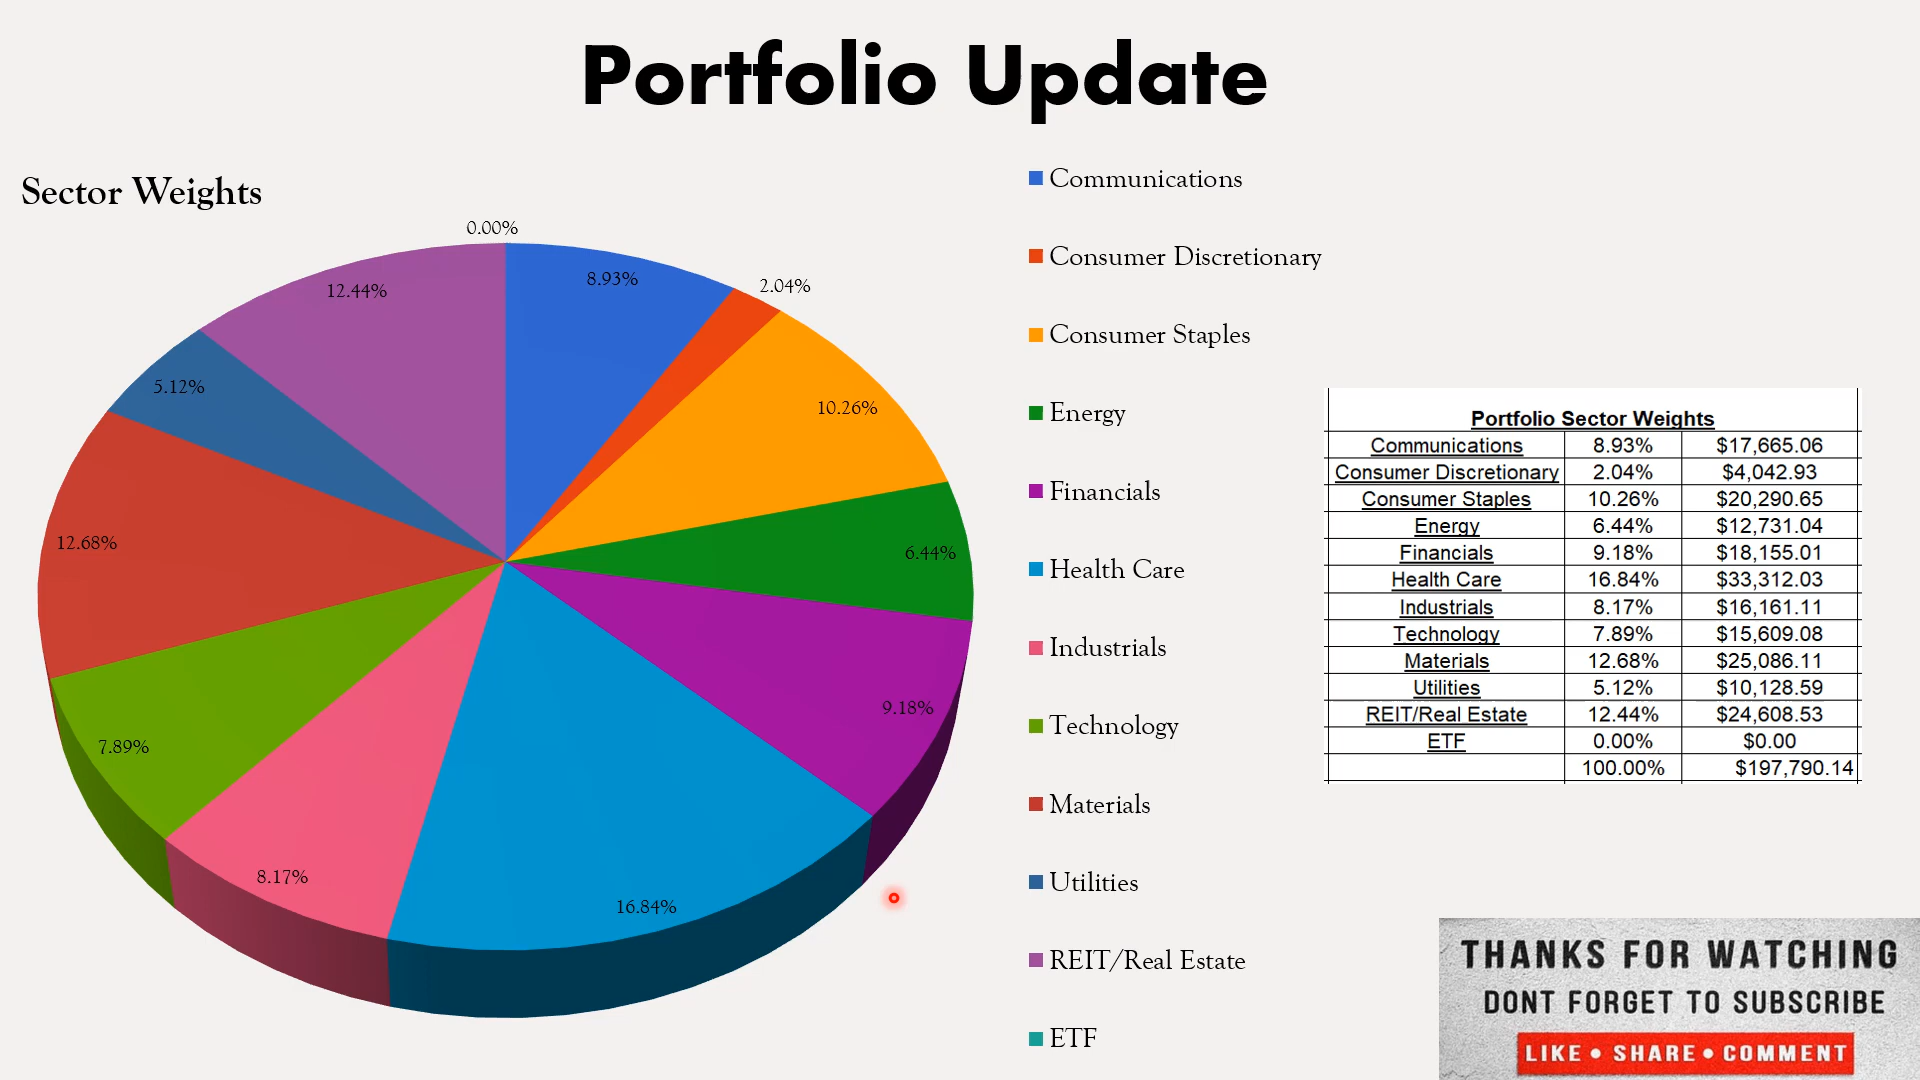 Portfolio Update
Sector Weights
0.00%
8.93%
2.04%
12.44%
5.12%
10.26%
12.68%
6.44%
9.18%
7.89%
8.17%
16.84%
Communications
Consumer Discretionary
Consumer Staples
Energy
Financials
Health Care
Industrials
Technology
Materials
Utilities
REIT/Real Estate
ETF
Portfolio Sector Weights
Communications 8.93% $17,665.06
Consumer Discretionary 2.04% $4,042.93
Consumer Staples 10.26% $20,290.65
Energy 6.44% $12,731.04
Financials 9.18% $18,155.01
Health Care 16.84% $33,312.03
Industrials 8.17% $16,161.11
Technology 7.89% $15,609.08
Materials 12.68% $25,086.11
Utilities 5.12% $10,128.59
REIT/Real Estate 12.44% $24,608.53
ETF 0.00% $0.00
100.00% $197,790.14
THANKS FOR WATCHING
DONT FORGET TO SUBSCRIBE
LIKE • SHARE • COMMENT